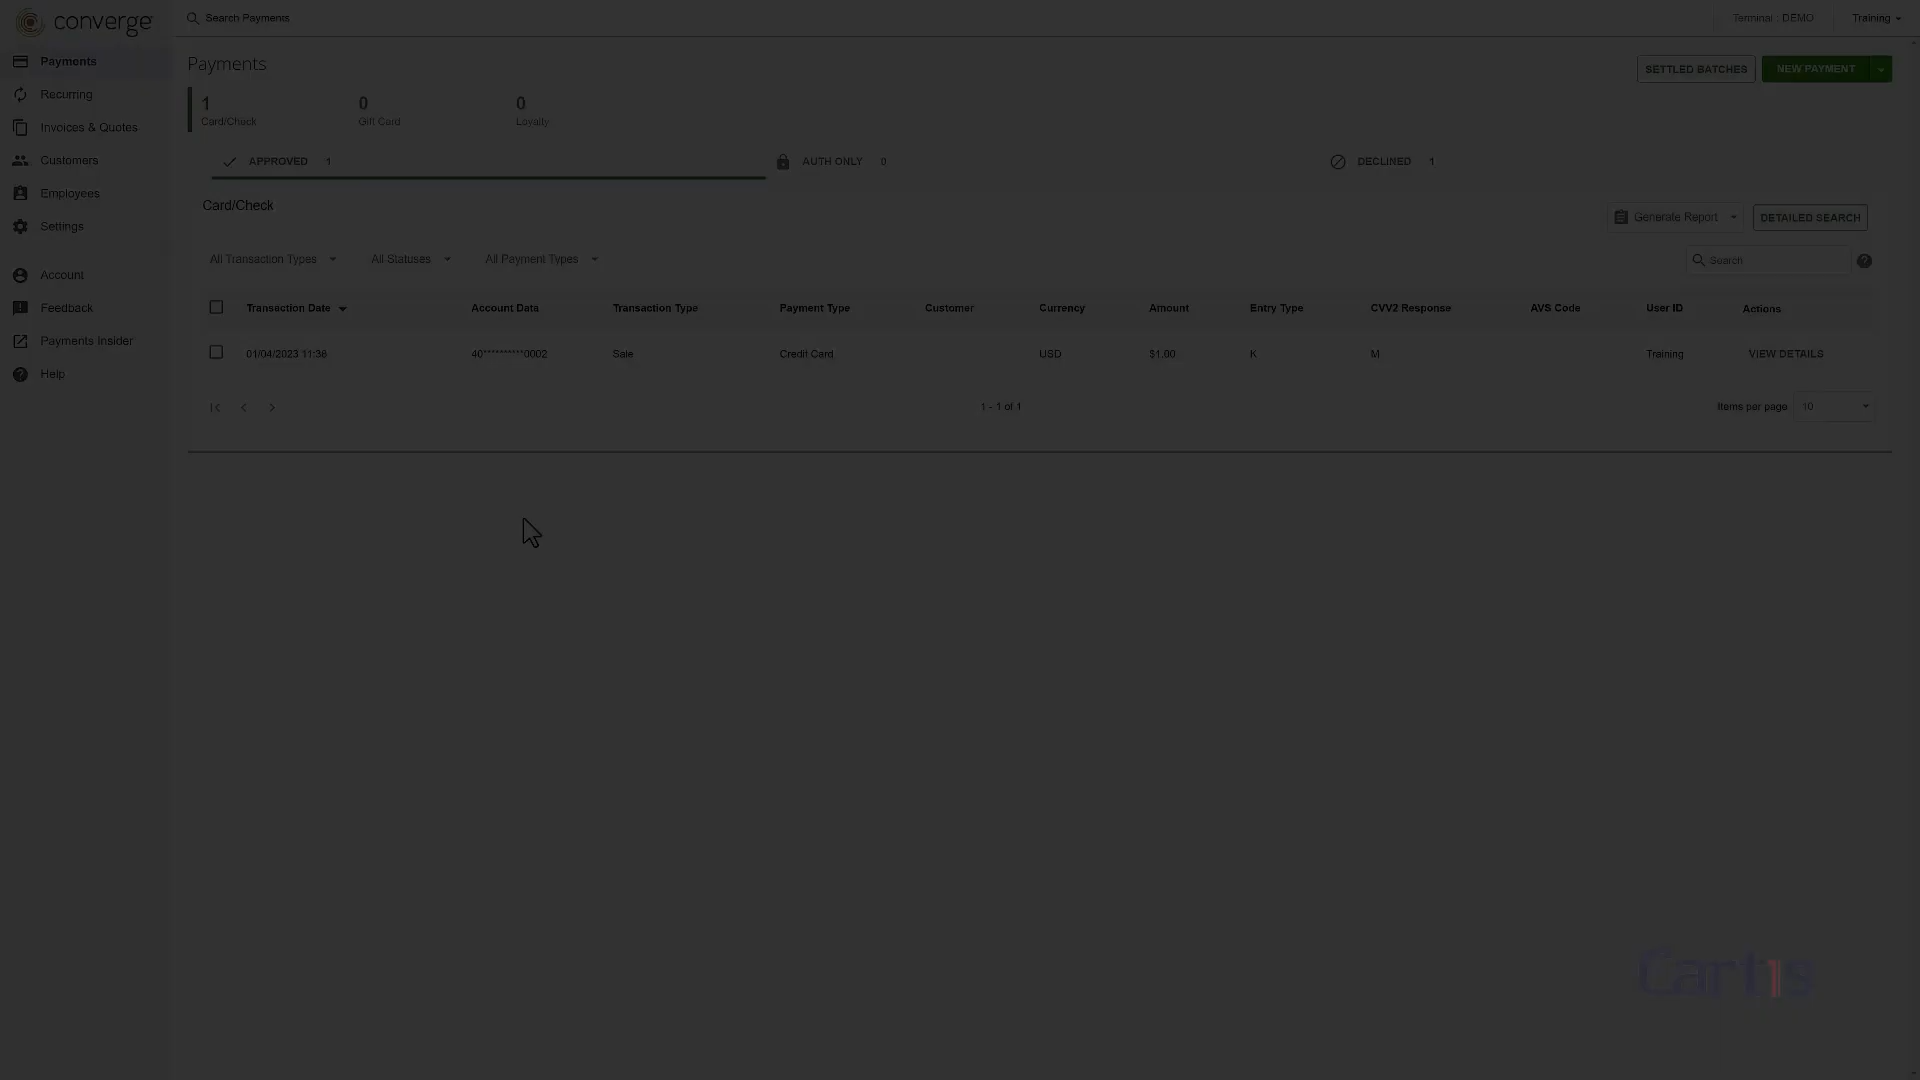 converge
Search Payments
Terminal : DEMO
Training
Payments
Recurring
Invoices & Quotes
Customers
Employees
Settings
Account
Feedback
Payments Insider
Help
Payments
SETTLED BATCHES
NEW PAYMENT
1
Card/Check
0
Gift Card
0
Loyalty
APPROVED 1
AUTH ONLY 0
DECLINED 1
Card/Check
Generate Report
DETAILED SEARCH
All Transaction Types
All Statuses
All Payment Types
Search
Transaction Date Account Data Transaction Type Payment Type Customer Currency Amount Entry Type CVV2 Response AVS Code User ID Actions
01/04/2023 11:36 40**********0002 Sale Credit Card USD $1.00 K M Training VIEW DETAILS
1 - 1 of 1
Items per page 10
Cartis